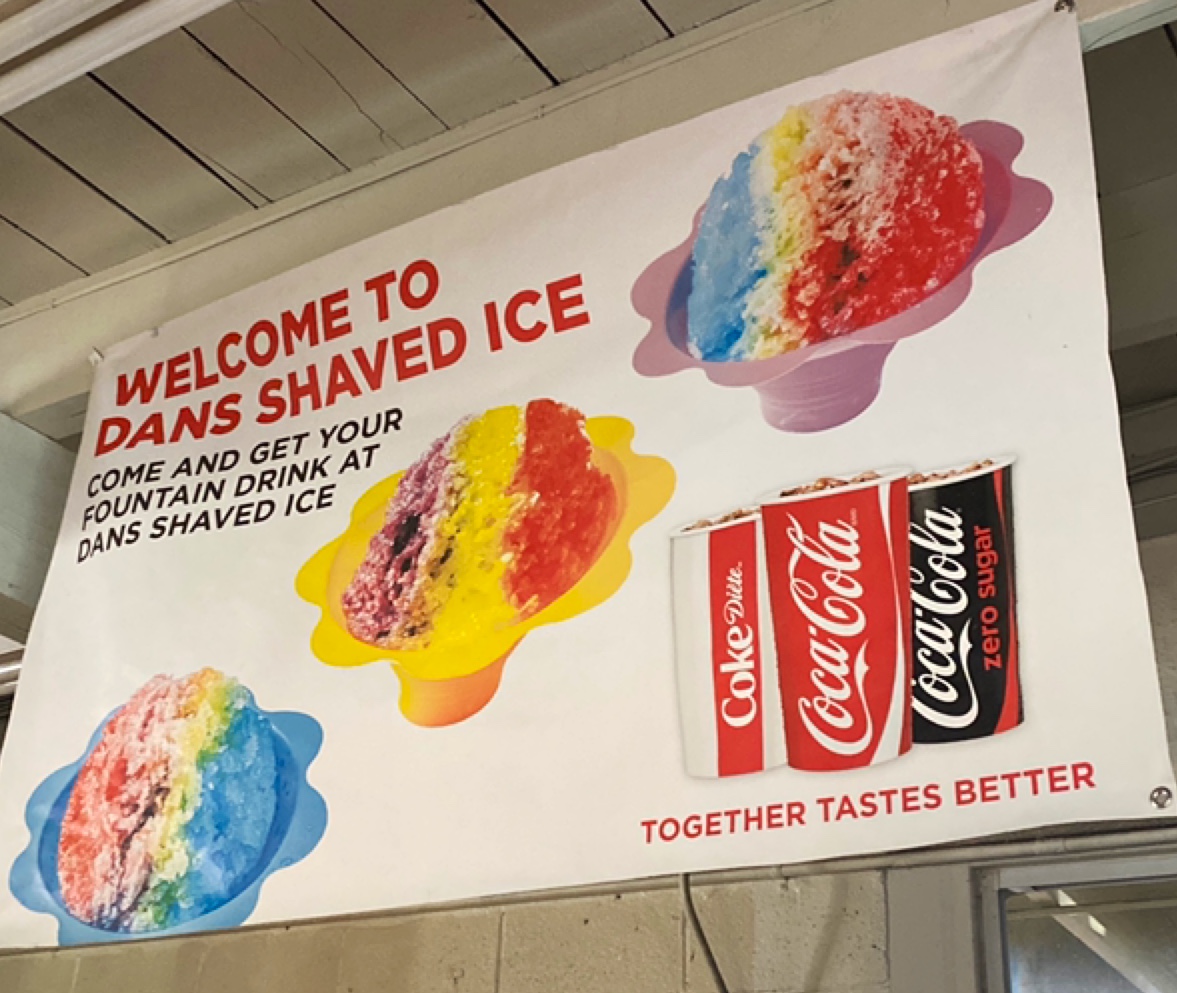 WELCOME TO
DANS SHAVED ICE
COME AND GET YOUR
FOUNTAIN DRINK AT
DANS SHAVED ICE
Coke Diète.
Coca-Cola
Coca-Cola
zero sugar
TOGETHER TASTES BETTER